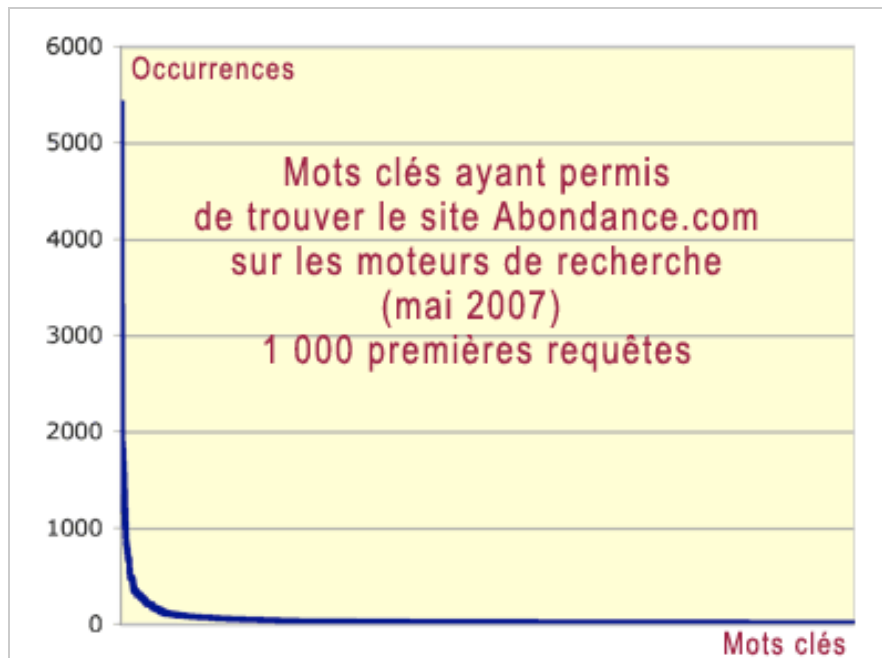 6000
Occurrences
5000
Mots clés ayant permis
de trouver le site Abondance.com
4000
sur les moteurs de recherche
(mai 2007)
3000
1 000 premières requêtes
2000
1000
0
Mots clés